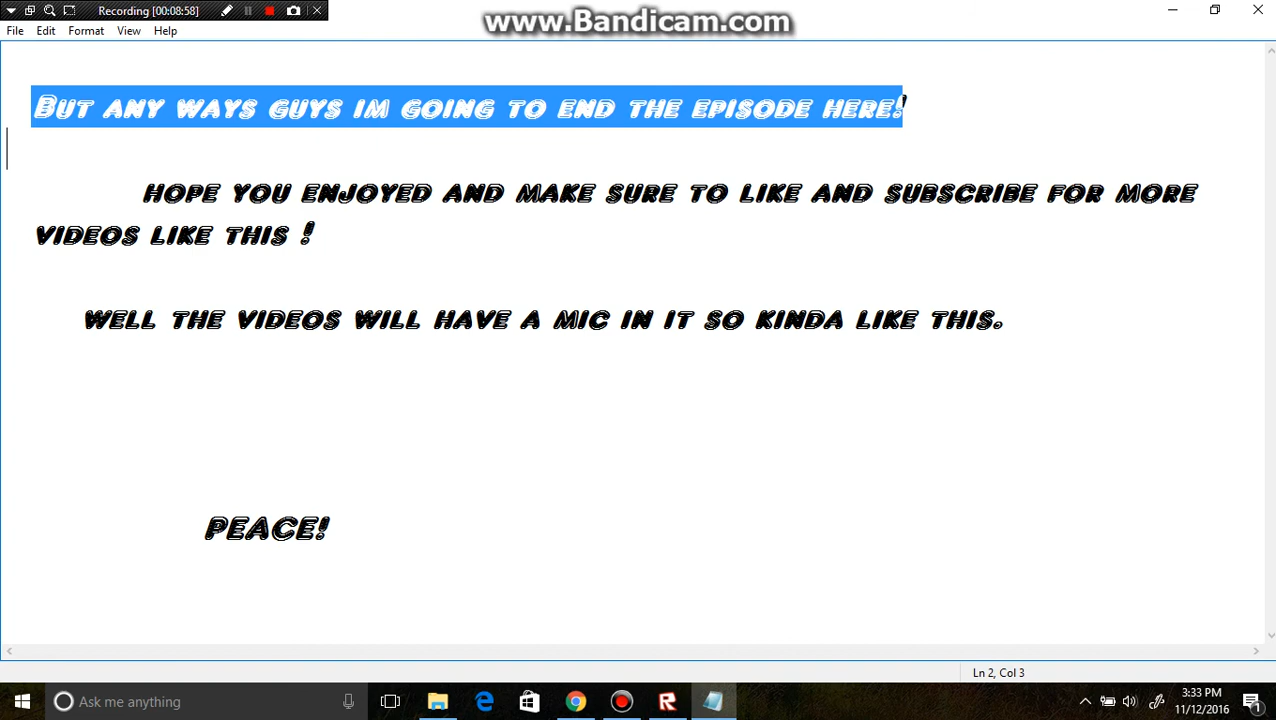 Recording [00:08:58]
www.Bandicam.com
File Edit Format View Help
But any ways guys im going to end the episode here!
hope you enjoyed and make sure to like and subscribe for more
videos like this !
well the videos will have a mic in it so kinda like this.
PEACE!
Ln 2, Col 3
Ask me anything
3:33 PM
11/12/2016
1